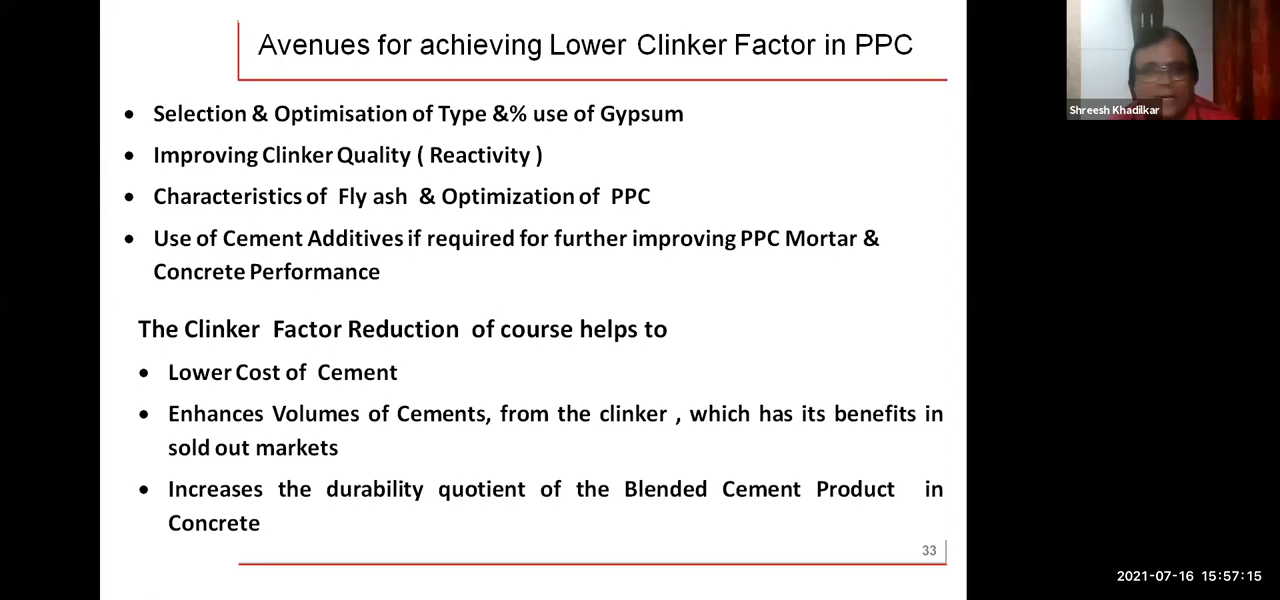 Avenues for achieving Lower Clinker Factor in PPC
Shreesh Khadilkar
• Selection & Optimisation of Type &% use of Gypsum
• Improving Clinker Quality ( Reactivity )
• Characteristics of Fly ash & Optimization of PPC
• Use of Cement Additives if required for further improving PPC Mortar &
Concrete Performance
The Clinker Factor Reduction of course helps to
• Lower Cost of Cement
• Enhances Volumes of Cements, from the clinker , which has its benefits in
sold out markets
• Increases the durability quotient of the Blended Cement Product in
Concrete
33
2021-07-16 15:57:15